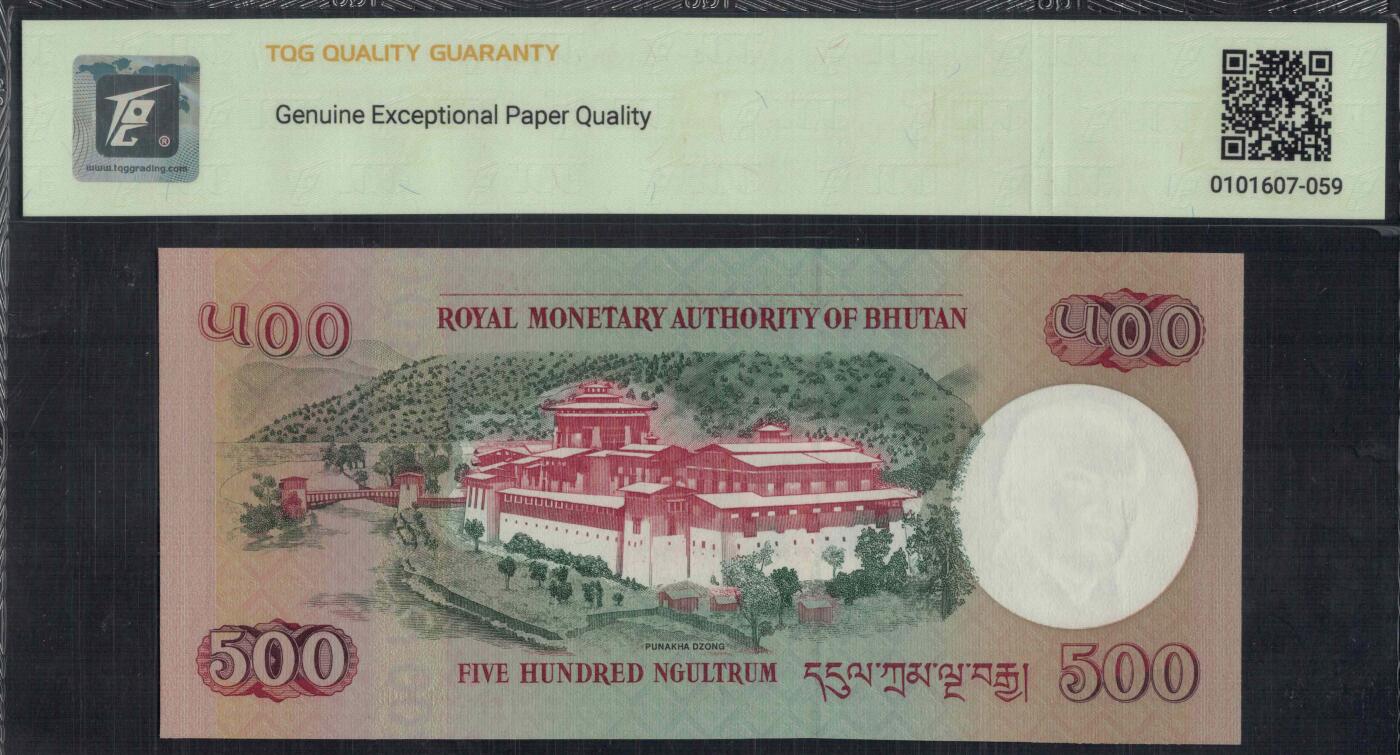 TQG QUALITY GUARANTY
Genuine Exceptional Paper Quality
TQG
®
www.tqggrading.com
0101607-059
༥༠༠
ROYAL MONETARY AUTHORITY OF BHUTAN
༥༠༠
PUNAKHA DZONG
500
FIVE HUNDRED NGULTRUM
དངུལ་ཀྲམ་ལྔ་བརྒྱ།
500